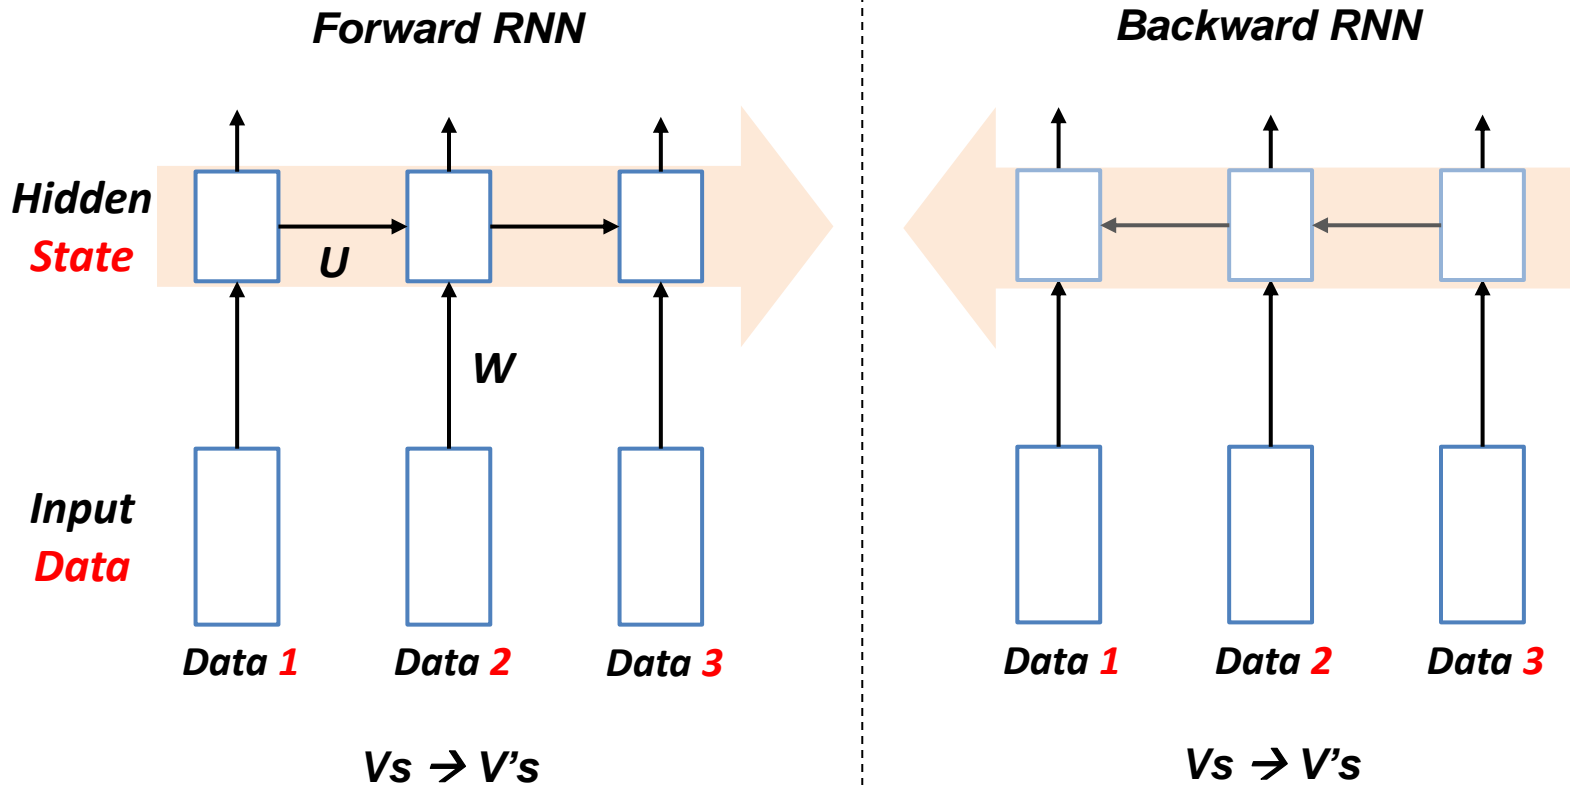 Forward RNN
Hidden
State
U
W
Input
Data
Data 1
Data 2
Data 3
Vs → V’s
Backward RNN
Data 1
Data 2
Data 3
Vs → V’s